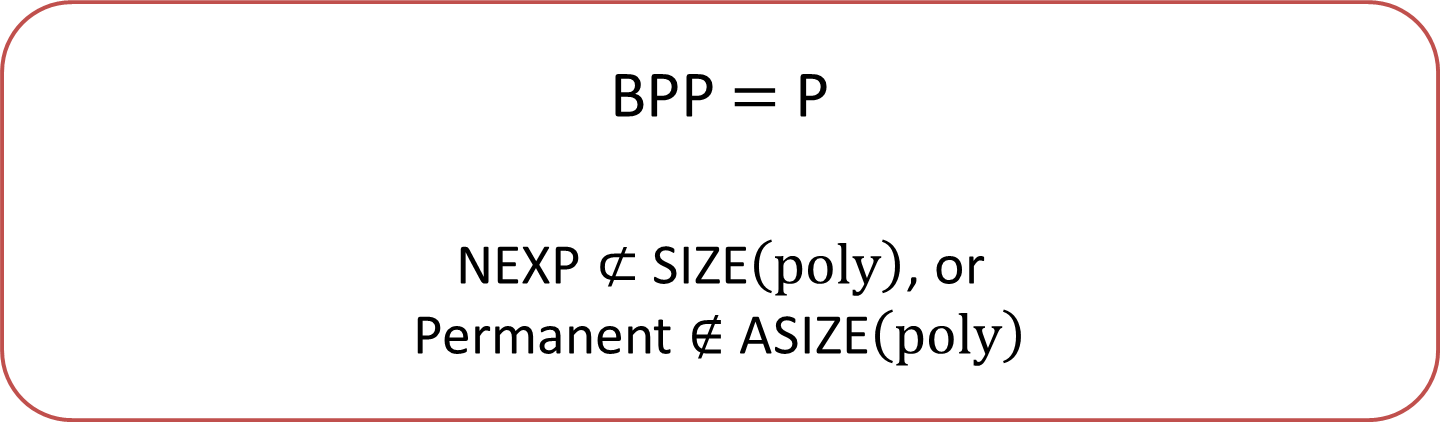 BPP = P
NEXP ⊄ SIZE(poly), or
Permanent ∉ ASIZE(poly)